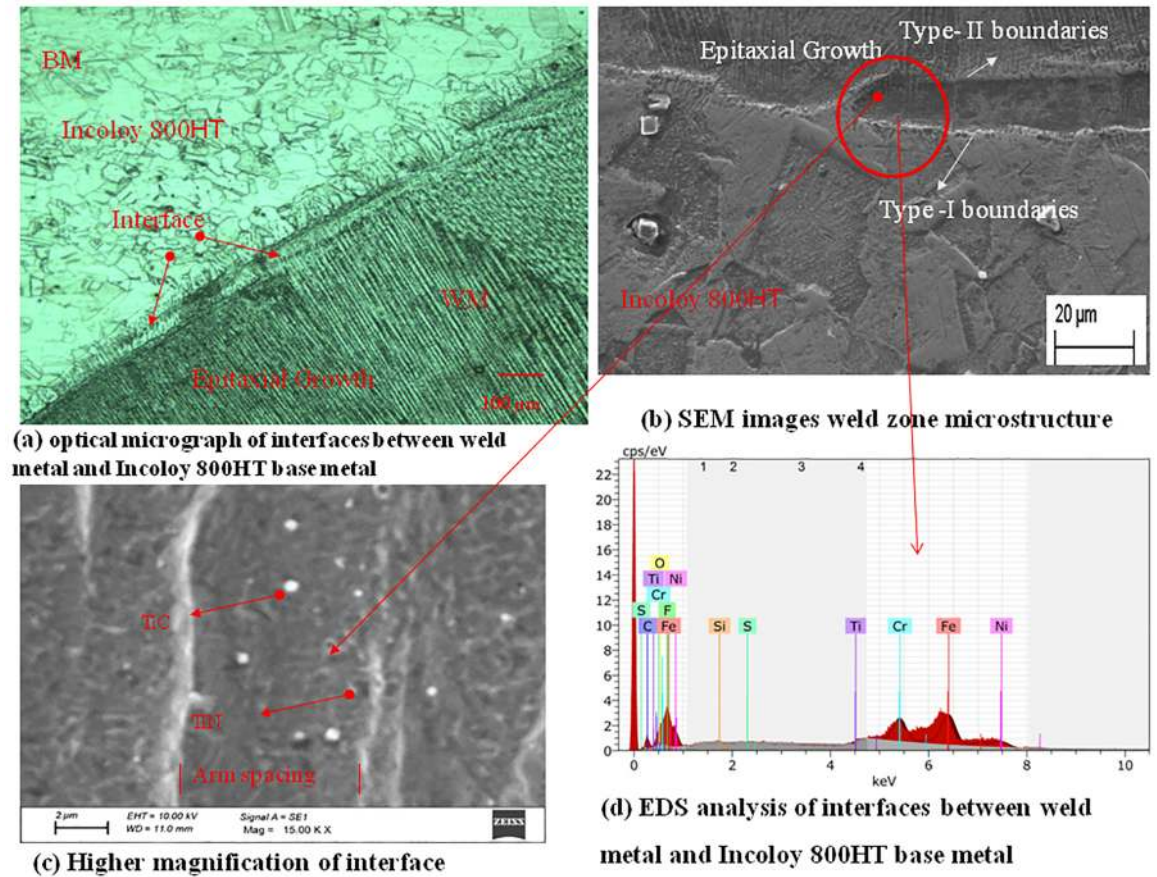 BM
Incoloy 800HT
Interface
WM
Epitaxial Growth
100 µm
(a) optical micrograph of interfaces between weld
metal and Incoloy 800HT base metal
Epitaxial Growth
Type- II boundaries
Type -I boundaries
Incoloy 800HT
20 µm
(b) SEM images weld zone microstructure
TiC
TiN
Arm spacing
2 µm
EHT = 10.00 kV
WD = 11.0 mm
Signal A = SE1
Mag = 15.00 K X
ZEISS
(c) Higher magnification of interface
cps/eV
1 2 3 4
22
20
18
16
14
12
10
8
6
4
2
0
O
Ti Ni
Cr
S F
C Fe Si S Ti Cr Fe Ni
0 2 4 6 8 10
keV
(d) EDS analysis of interfaces between weld
metal and Incoloy 800HT base metal